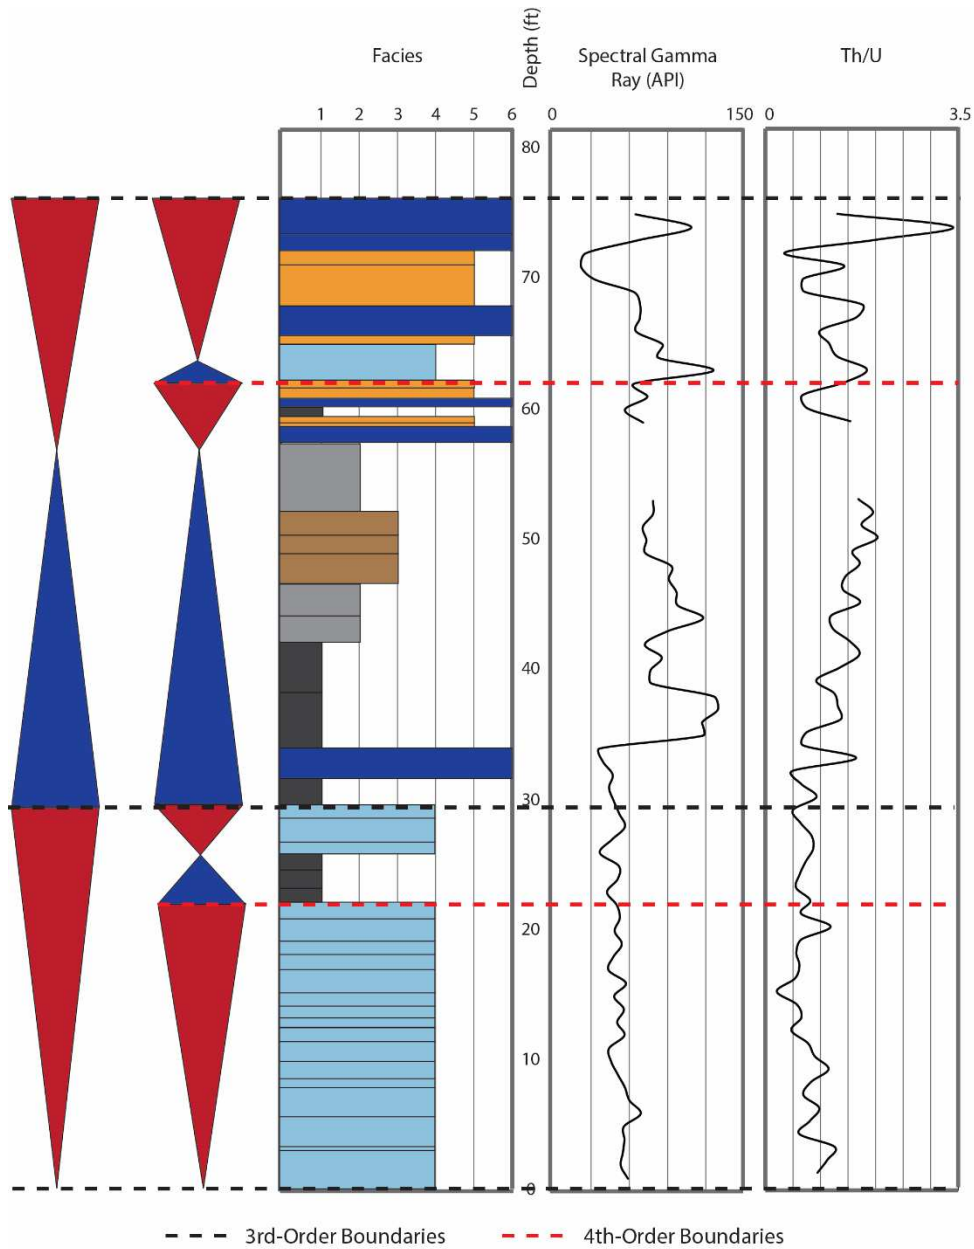 Facies
Depth (ft)
Spectral Gamma
Ray (API)
Th/U
1 2 3 4 5 6
0 150
0 3.5
80
70
60
50
40
30
20
10
0
3rd-Order Boundaries
4th-Order Boundaries